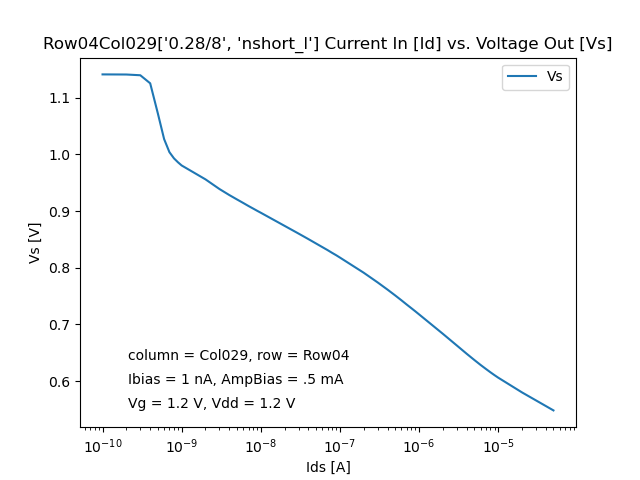 Row04Col029['0.28/8', 'nshort_l'] Current In [Id] vs. Voltage Out [Vs]
Vs
1.1
1.0
0.9
0.8
0.7
0.6
Vs [V]
column = Col029, row = Row04
Ibias = 1 nA, AmpBias = .5 mA
Vg = 1.2 V, Vdd = 1.2 V
10⁻¹⁰ 10⁻⁹ 10⁻⁸ 10⁻⁷ 10⁻⁶ 10⁻⁵
Ids [A]